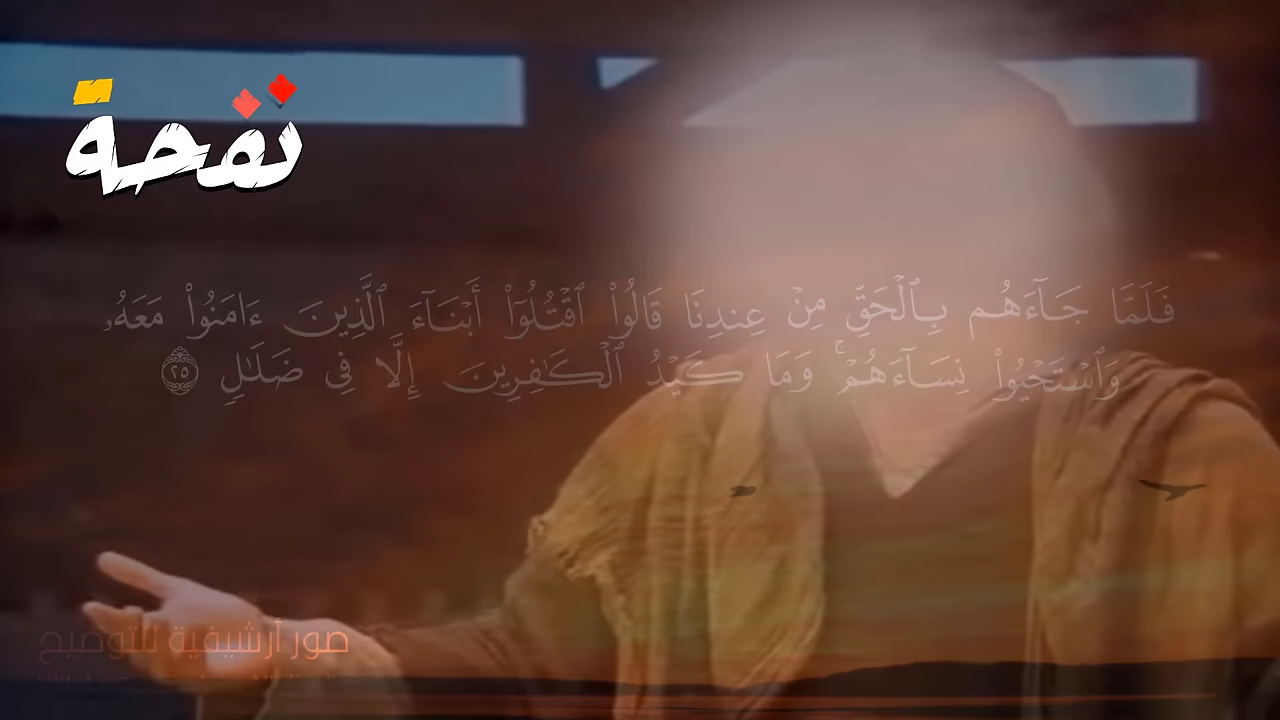 نفحة
فَلَمَّا جَآءَهُم بِٱلْحَقِّ مِنْ عِندِنَا قَالُوا۟ ٱقْتُلُوٓا۟ أَبْنَآءَ ٱلَّذِينَ ءَامَنُوا۟ مَعَهُۥ
وَٱسْتَحْيُوا۟ نِسَآءَهُمْ ۚ وَمَا كَيْدُ ٱلْكَـٰفِرِينَ إِلَّا فِى ضَلَـٰلٍ ٢٥
صور أرشيفية للتوضيح